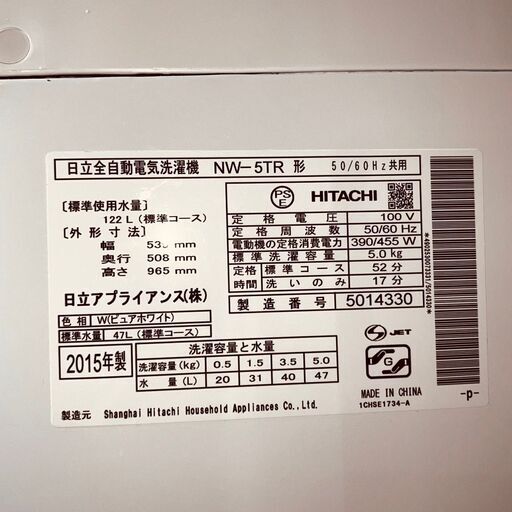 日立全自動電気洗濯機 NW-5TR 形 50/60Hz共用
〔標準使用水量〕
122L(標準コース)
〔外形寸法〕
幅 mm
奥行 508 mm
高さ 965 mm
日立アプライアンス(株)
色相 W(ピュアホワイト)
標準水量 47L(標準コース)
PS
E
HITACHI
定格電圧 100 V
定格周波数 50/60 Hz
電動機の定格消費電力 390/455 W
標準洗濯容量 5.0kg
定格時間 標準コース 52分
洗いのみ 17分
製造番号 5014330
2015年製
洗濯容量と水量
洗濯容量(kg) 0.5 1.5 3.5 5.0
水量(L) 20 31 40 47
S JET
G
MADE IN CHINA
1CHSE1734-A
-p-
製造元 Shanghai Hitachi Household Appliances Co.,Ltd.